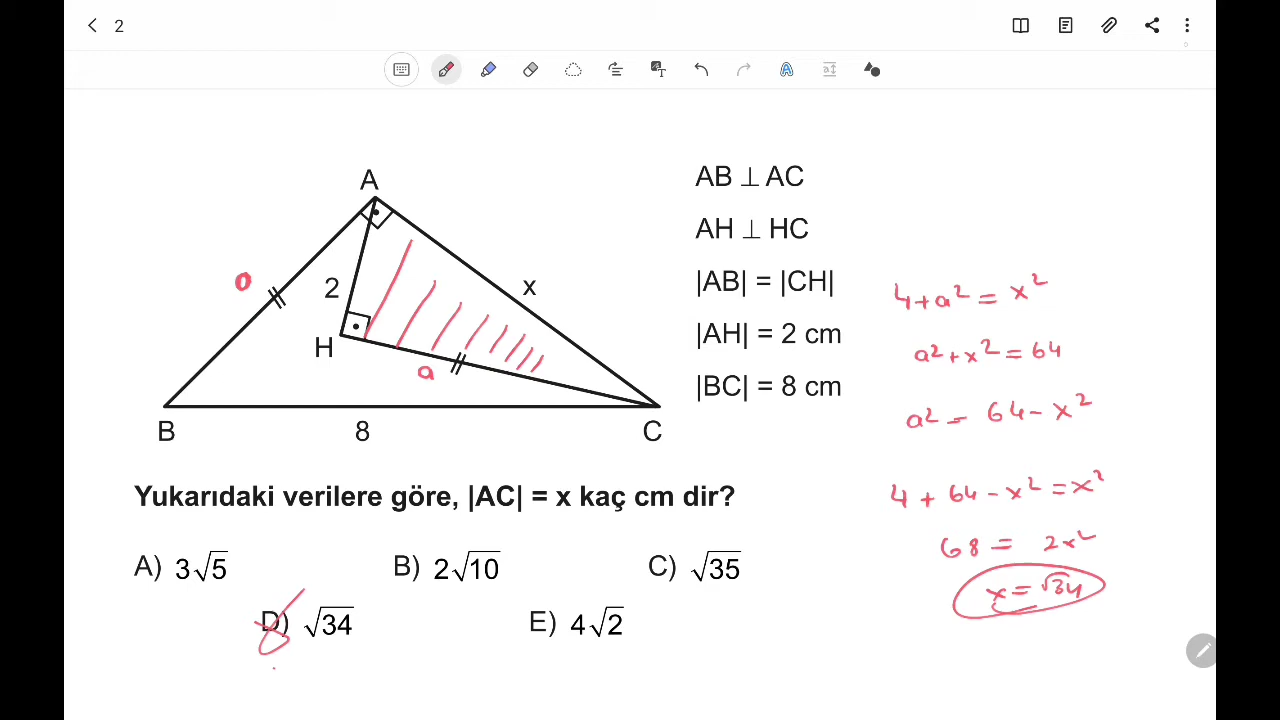 2
A
AB ⊥ AC
AH ⊥ HC
|AB| = |CH|
|AH| = 2 cm
|BC| = 8 cm
2
x
H
a
B
8
C
4+a² = x²
a²+x² = 64
a² = 64 - x²
4 + 64 - x² = x²
68 = 2x²
x = √34
Yukarıdaki verilere göre, |AC| = x kaç cm dir?
A) 3√5
B) 2√10
C) √35
D) √34
E) 4√2